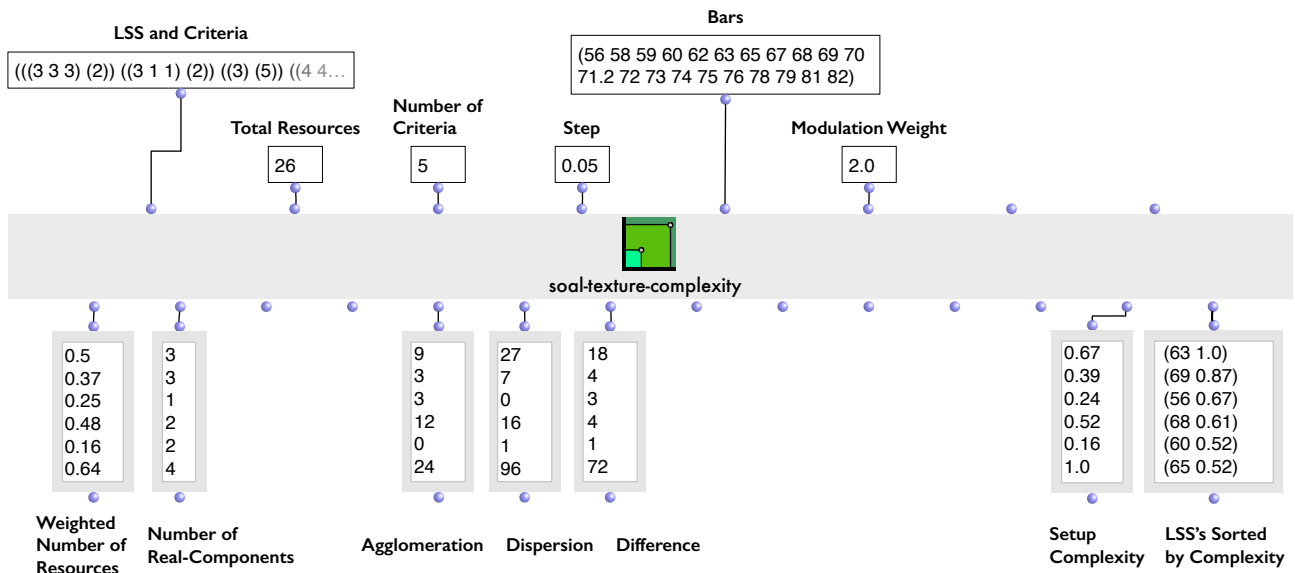 LSS and Criteria
(((3 3 3) (2)) ((3 1 1) (2)) ((3) (5)) ((4 4…
Bars
(56 58 59 60 62 63 65 67 68 69 70
71.2 72 73 74 75 76 78 79 81 82)
Total Resources
26
Number of
Criteria
5
Step
0.05
Modulation Weight
2.0
soal-texture-complexity
0.5
0.37
0.25
0.48
0.16
0.64
3
3
1
2
2
4
9
3
3
12
0
24
27
7
0
16
1
96
18
4
3
4
1
72
0.67
0.39
0.24
0.52
0.16
1.0
(63 1.0)
(69 0.87)
(56 0.67)
(68 0.61)
(60 0.52)
(65 0.52)
Weighted
Number of
Resources
Number of
Real-Components
Agglomeration
Dispersion
Difference
Setup
Complexity
LSS's Sorted
by Complexity